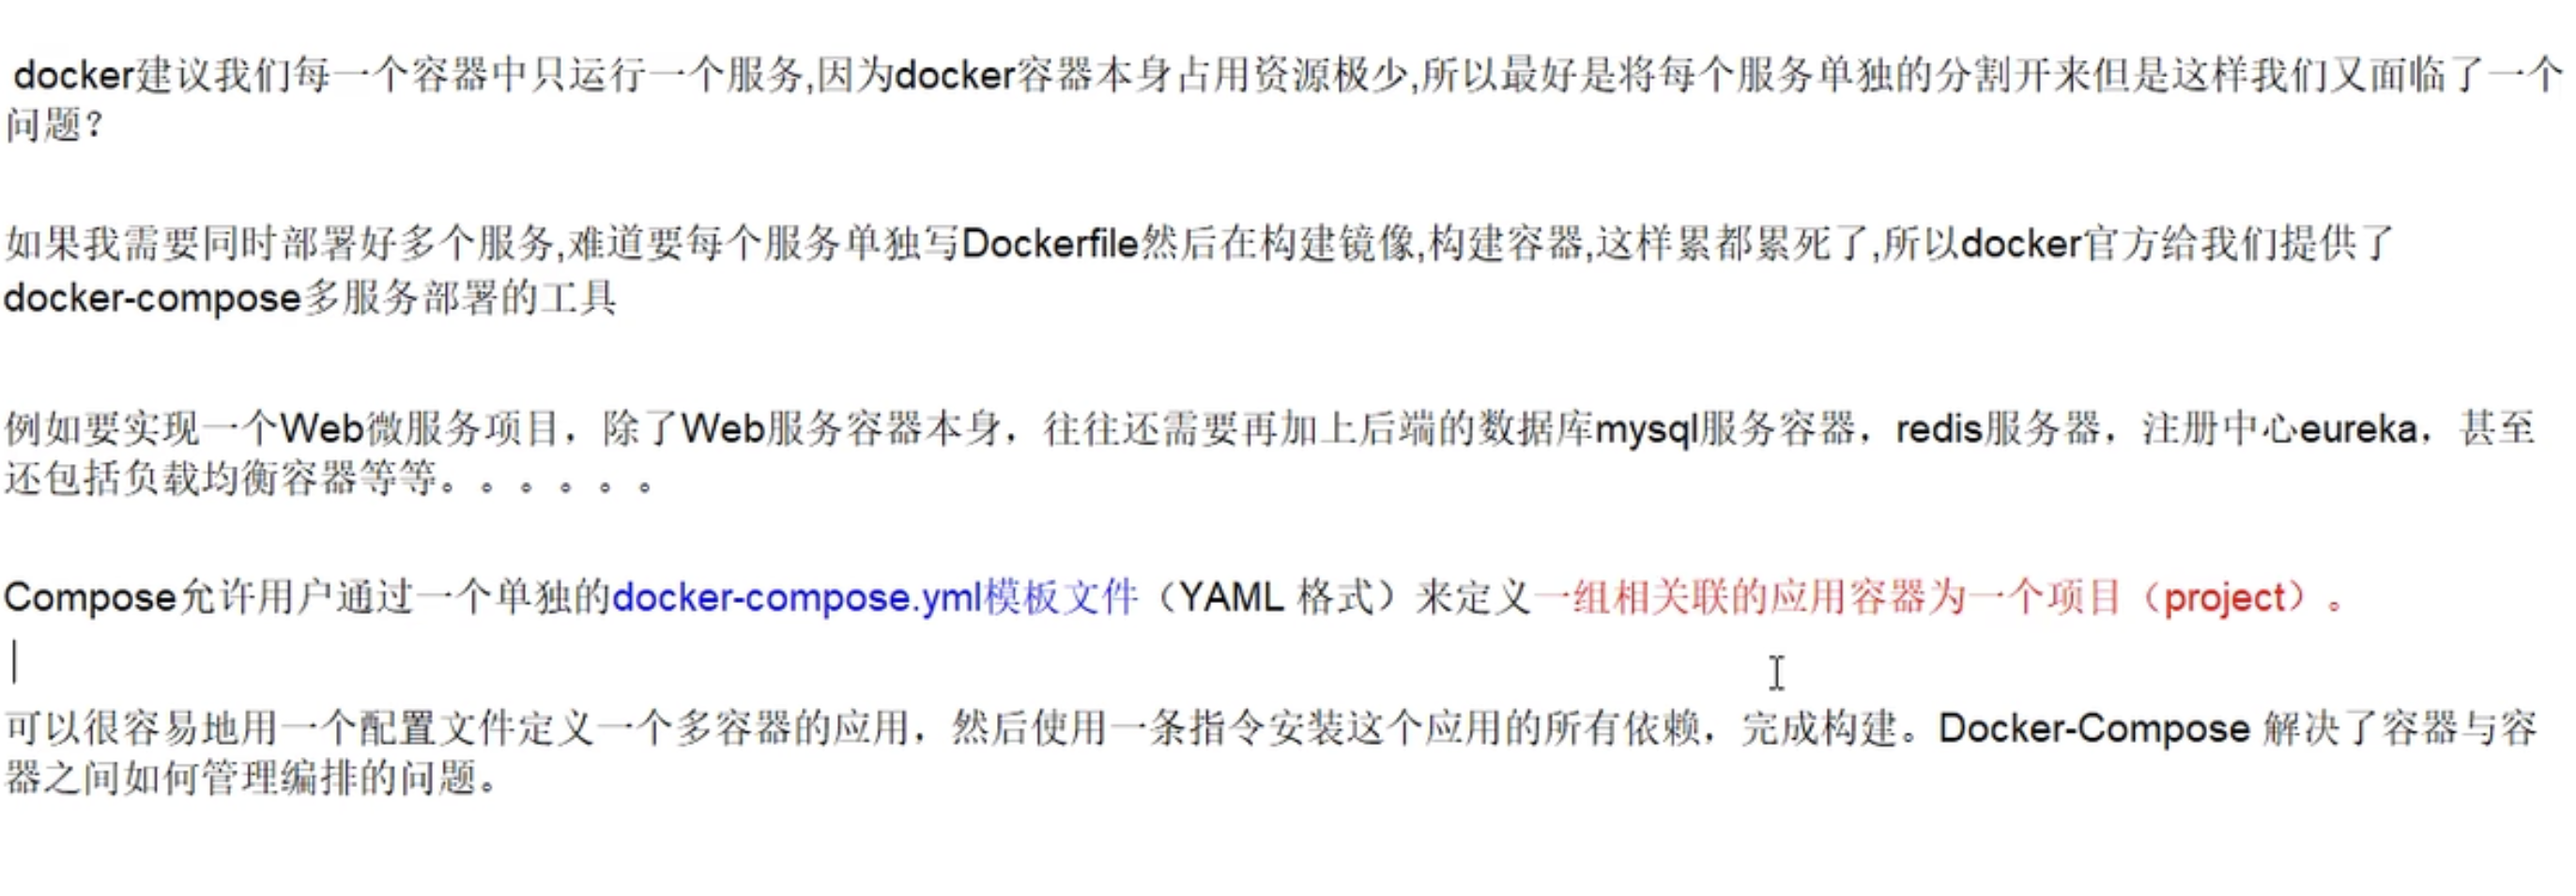 docker建议我们每一个容器中只运行一个服务,因为docker容器本身占用资源极少,所以最好是将每个服务单独的分割开来但是这样我们又面临了一个
问题？
如果我需要同时部署好多个服务,难道要每个服务单独写Dockerfile然后在构建镜像,构建容器,这样累都累死了,所以docker官方给我们提供了
docker-compose多服务部署的工具
例如要实现一个Web微服务项目，除了Web服务容器本身，往往还需要再加上后端的数据库mysql服务容器，redis服务器，注册中心eureka，甚至
还包括负载均衡容器等等。。。。。。
Compose允许用户通过一个单独的docker-compose.yml模板文件（YAML 格式）来定义一组相关联的应用容器为一个项目（project）。
可以很容易地用一个配置文件定义一个多容器的应用，然后使用一条指令安装这个应用的所有依赖，完成构建。Docker-Compose 解决了容器与容
器之间如何管理编排的问题。